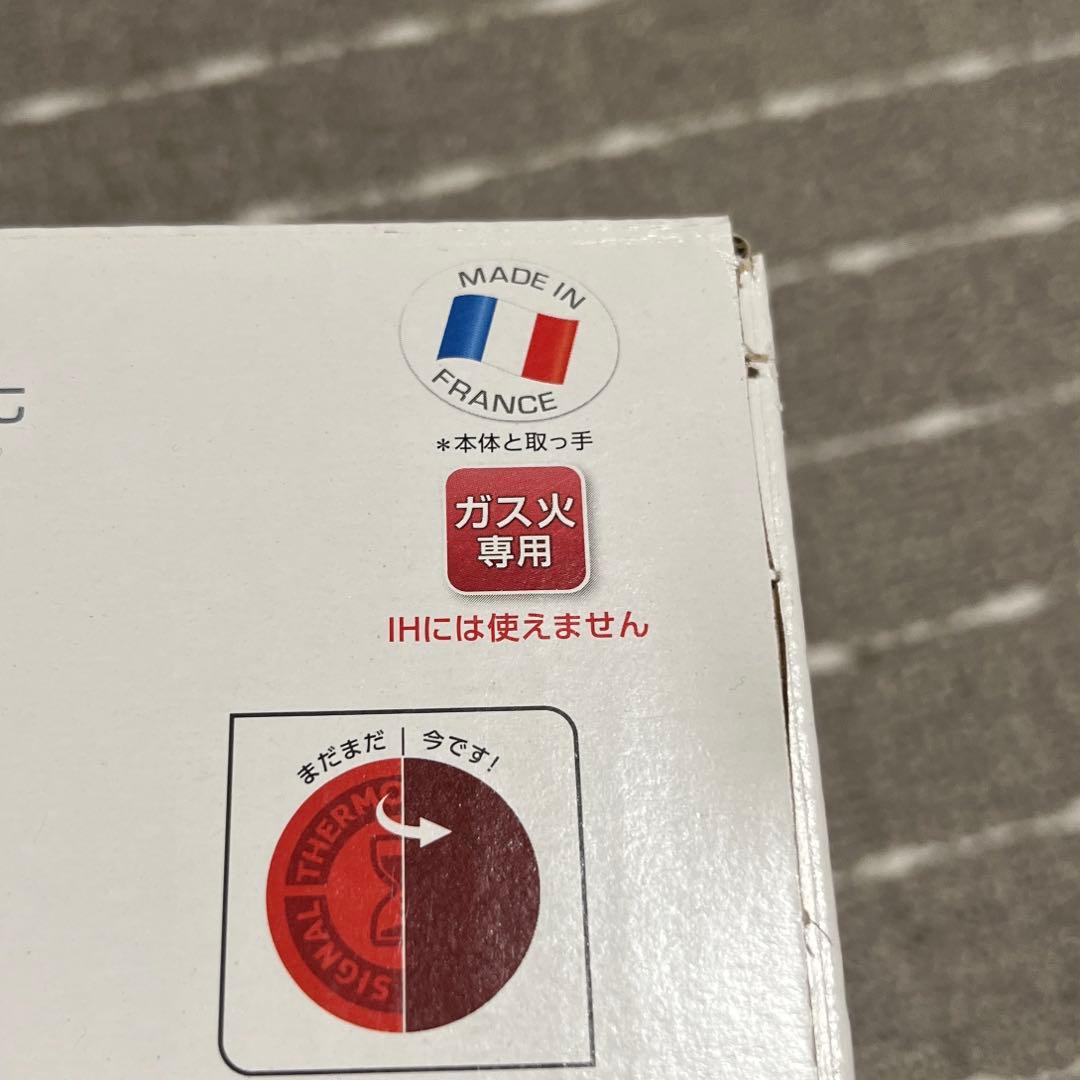 MADE IN
FRANCE
*本体と取っ手
ガス火
専用
IHには使えません
まだまだ 今です!
THERMO
SIGNAL